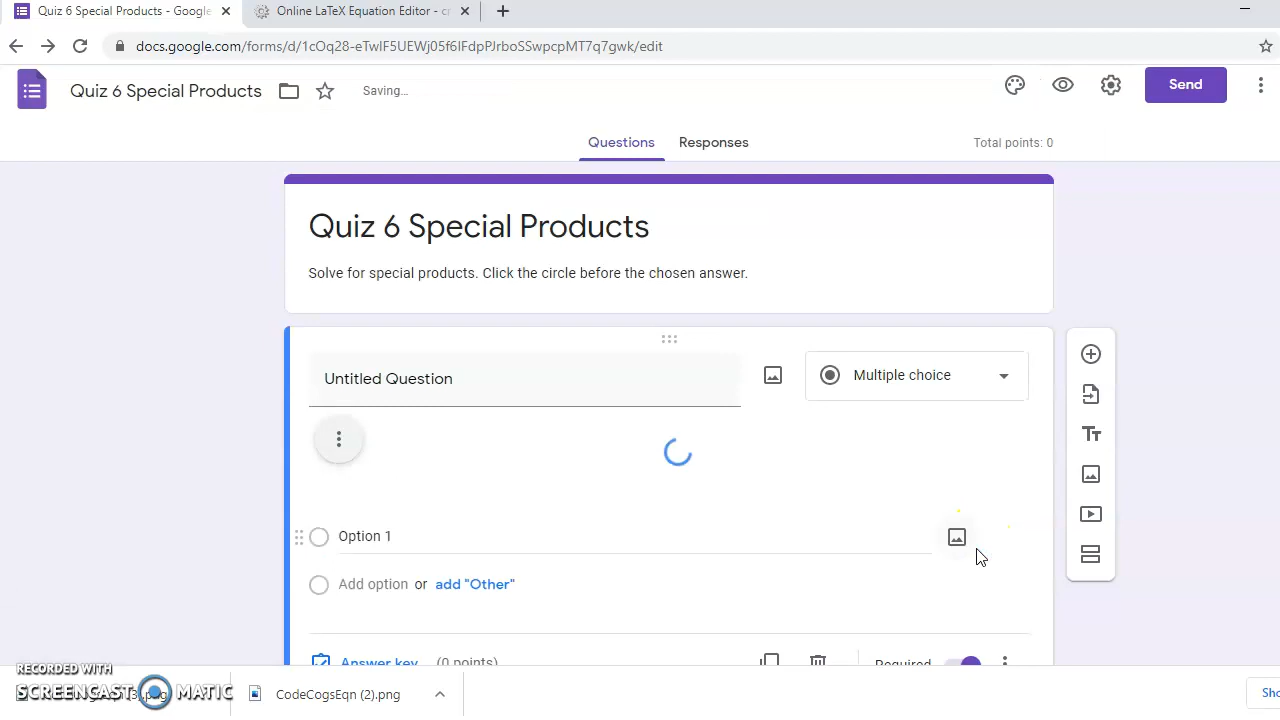 Quiz 6 Special Products - Google
Online LaTeX Equation Editor - cr
docs.google.com/forms/d/1cOq28-eTwIF5UEWj05f6IFdpPJrboSSwpcpMT7q7gwk/edit
Quiz 6 Special Products
Saving...
Send
Questions
Responses
Total points: 0
Quiz 6 Special Products
Solve for special products. Click the circle before the chosen answer.
Untitled Question
Multiple choice
Option 1
Add option or add "Other"
Answer key (0 points)
Required
RECORDED WITH
SCREENCAST MATIC
CodeCogsEqn (2).png
Sho